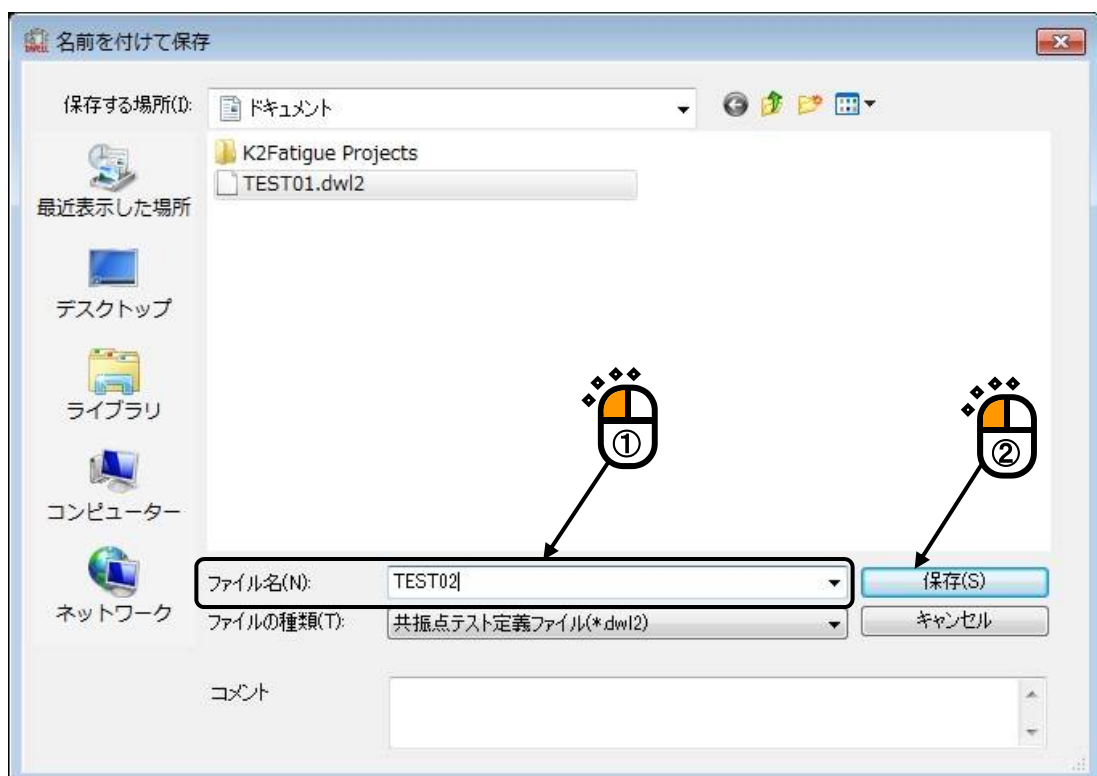 名前を付けて保存
保存する場所(I):
ドキュメント
K2Fatigue Projects
TEST01.dwl2
最近表示した場所
デスクトップ
ライブラリ
コンピューター
ネットワーク
①
②
ファイル名(N):
TEST02
保存(S)
ファイルの種類(T):
共振点テスト定義ファイル(*.dwl2)
キャンセル
コメント